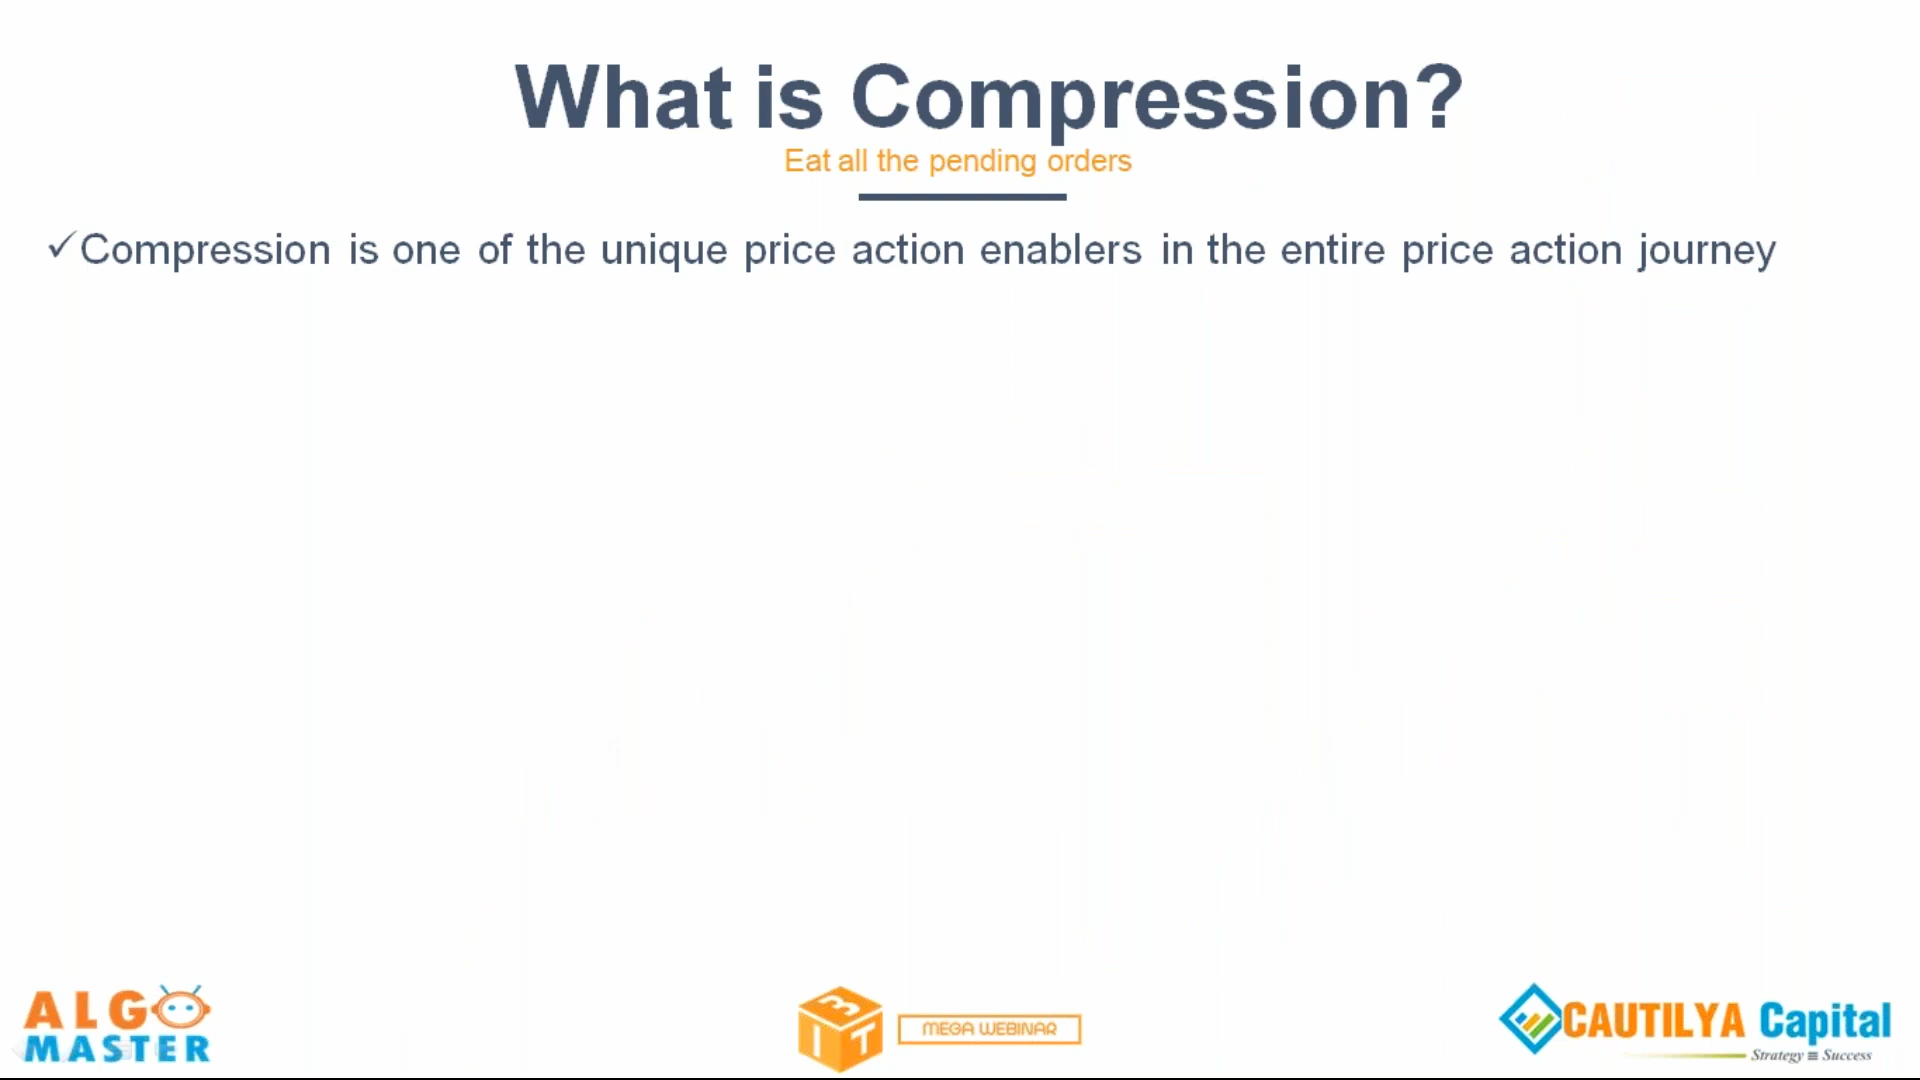 What is Compression?
Eat all the pending orders
✓Compression is one of the unique price action enablers in the entire price action journey
ALGO
MASTER
3
I T
MEGA WEBINAR
CAUTILYA Capital
Strategy ≡ Success